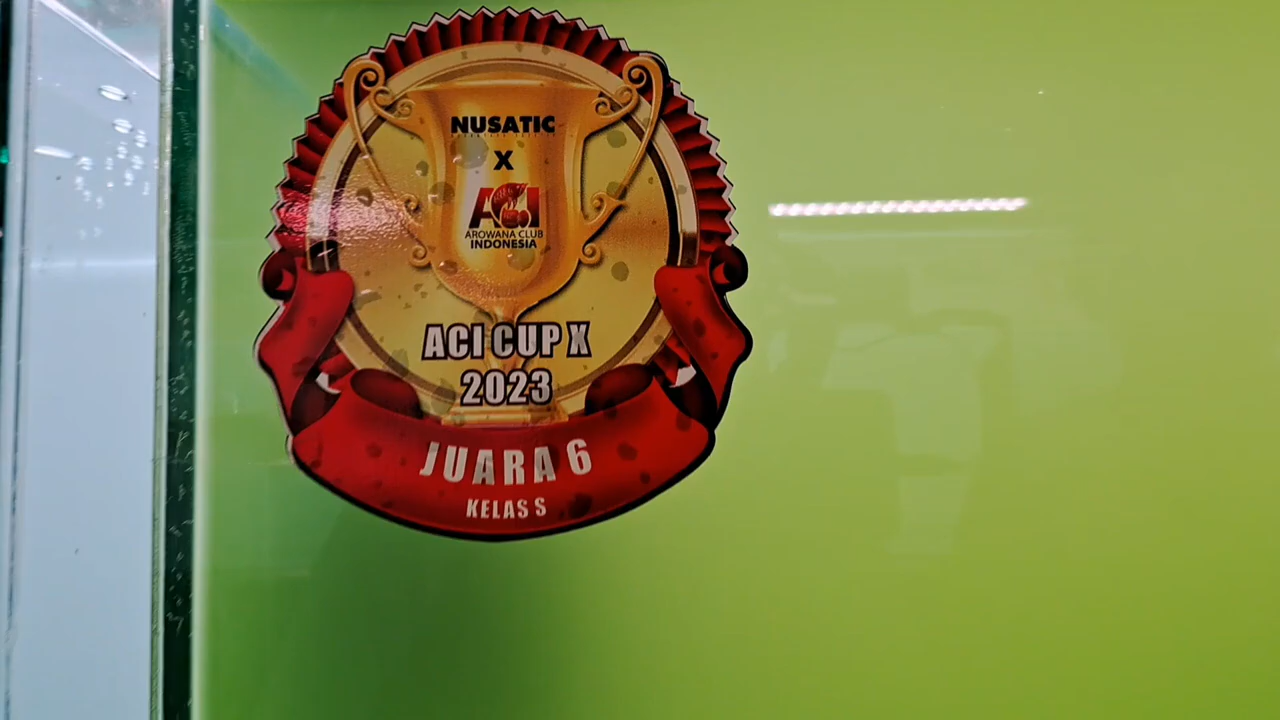 NUSATIC
X
ACI
AROWANA CLUB
INDONESIA
ACI CUP X
2023
JUARA 6
KELAS S